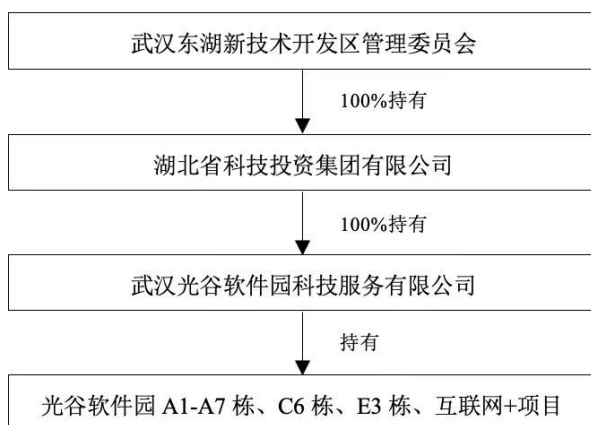 武汉东湖新技术开发区管理委员会
100%持有
湖北省科技投资集团有限公司
100%持有
武汉光谷软件园科技服务有限公司
持有
光谷软件园 A1-A7 栋、C6 栋、E3 栋、互联网+项目